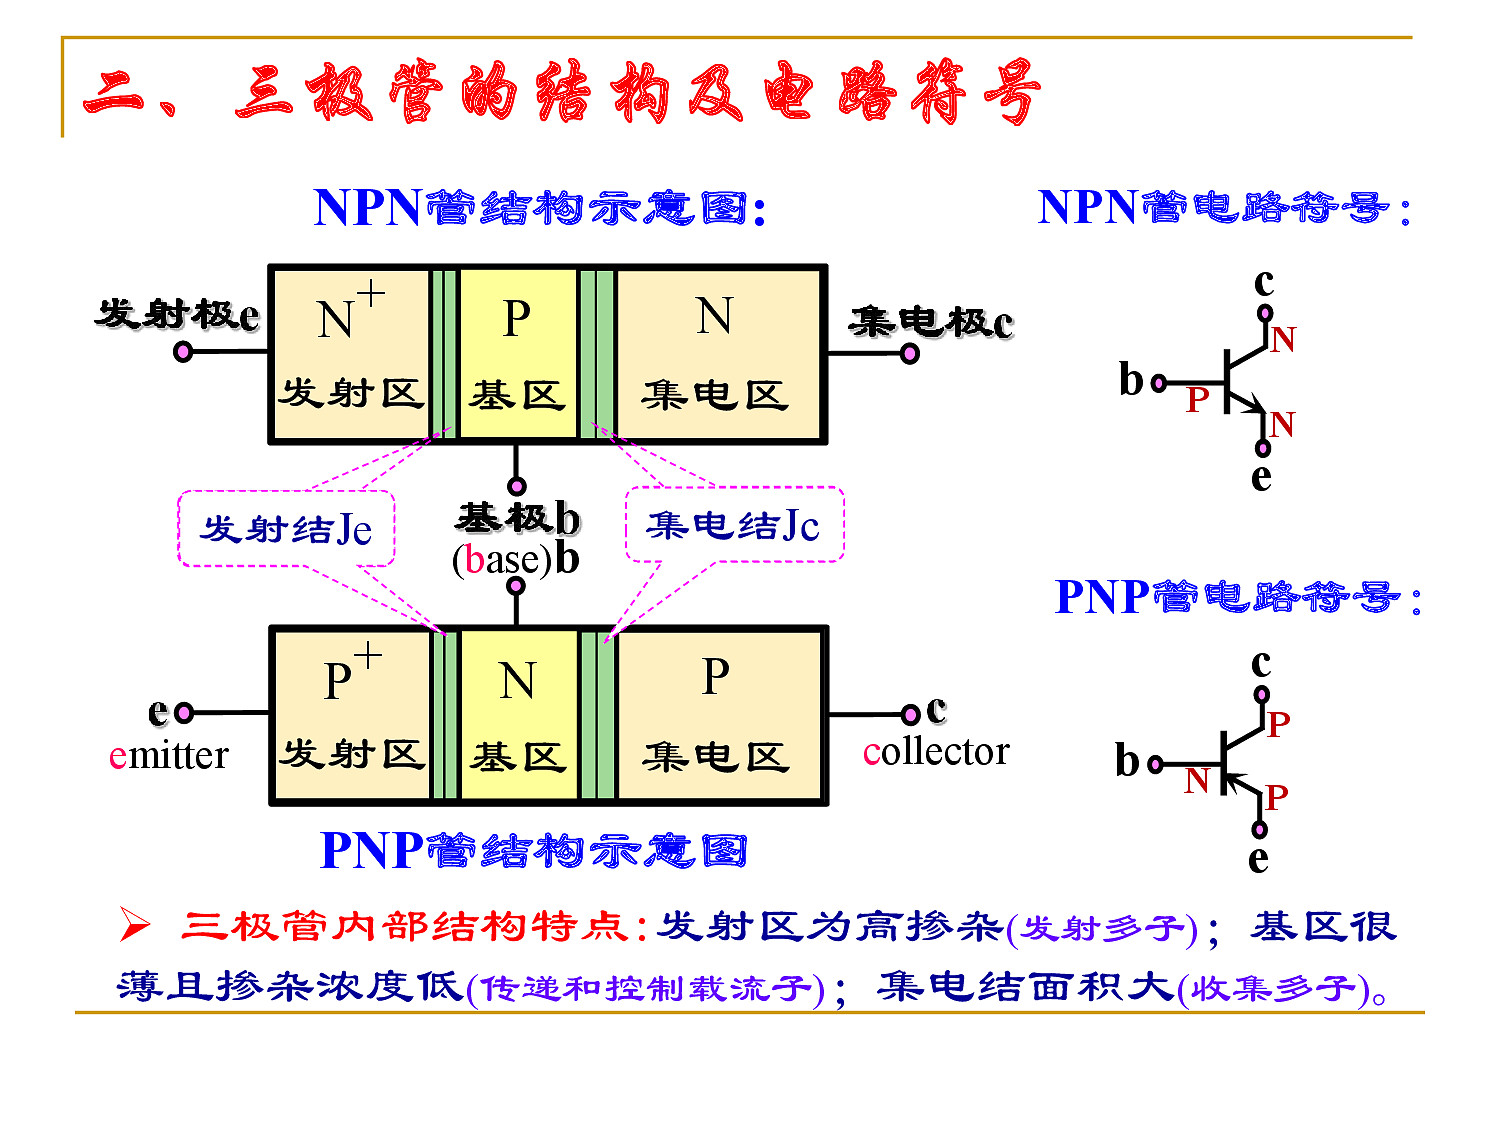 二、三极管的结构及电路符号
NPN管结构示意图:
NPN管电路符号:
发射极e
N+
P
N
集电极c
发射区
基区
集电区
c
N
b
P
N
e
发射结Je
基极b
集电结Jc
(base)b
PNP管电路符号:
P+
N
P
e
emitter
发射区
基区
集电区
c
collector
c
P
b
N
P
e
PNP管结构示意图
三极管内部结构特点:发射区为高掺杂(发射多子);基区很
薄且掺杂浓度低(传递和控制载流子);集电结面积大(收集多子)。